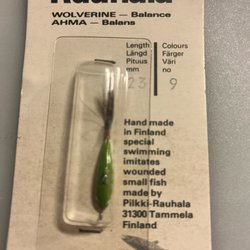 Rauhala
WOLVERINE – Balance
AHMA – Balans
Length Colours
Längd Färger
Pituus Väri
mm no
23 9
Hand made
in Finland
special
swimming
imitates
wounded
small fish
made by
Pilkki-Rauhala
31300 Tammela
Finland